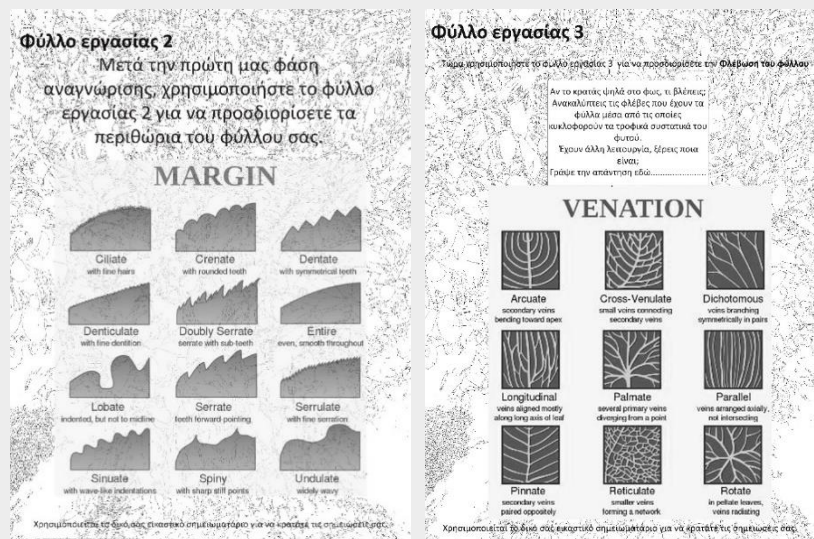 Φύλλο εργασίας 2
Μετά την πρώτη μας φάση
αναγνώρισης, χρησιμοποιήστε το φύλλο
εργασίας 2 για να προσδιορίσετε τα
περιθώρια του φύλλου σας.
MARGIN
Ciliate
with fine hairs
Crenate
with rounded teeth
Dentate
with symmetrical teeth
Denticulate
with fine dentition
Doubly Serrate
serrate with sub-teeth
Entire
even, smooth throughout
Lobate
indented, but not to midline
Serrate
teeth forward-pointing
Serrulate
with fine serration
Sinuate
with wave-like indentations
Spiny
with sharp stiff points
Undulate
widely wavy
Χρησιμοποιείται το δικό σας εικαστικό σημειωματάριο για να κρατάτε τις σημειώσεις σας.
Φύλλο εργασίας 3
Τώρα χρησιμοποιήστε το φύλλο εργασίας 3 για να προσδιορίσετε την Φλέβωση του φύλλου
Αν το κρατάς ψηλά στο φως, τι βλέπεις;
Ανακαλύπτεις τις φλέβες που έχουν τα
φύλλα μέσα από τις οποίες
κυκλοφορούν τα τροφικά συστατικά του
φυτού.
Έχουν άλλη λειτουργία, ξέρεις ποια
είναι;
Γράψε την απάντηση εδώ.....................
VENATION
Arcuate
secondary veins
bending toward apex
Cross-Venulate
small veins connecting
secondary veins
Dichotomous
veins branching
symmetrically in pairs
Longitudinal
veins aligned mostly
along long axis of leaf
Palmate
several primary veins
diverging from a point
Parallel
veins arranged axially,
not intersecting
Pinnate
secondary veins
paired oppositely
Reticulate
smaller veins
forming a network
Rotate
in peltate leaves,
veins radiating
Χρησιμοποιείται το δικό σας εικαστικό σημειωματάριο για να κρατάτε τις σημειώσεις σας.